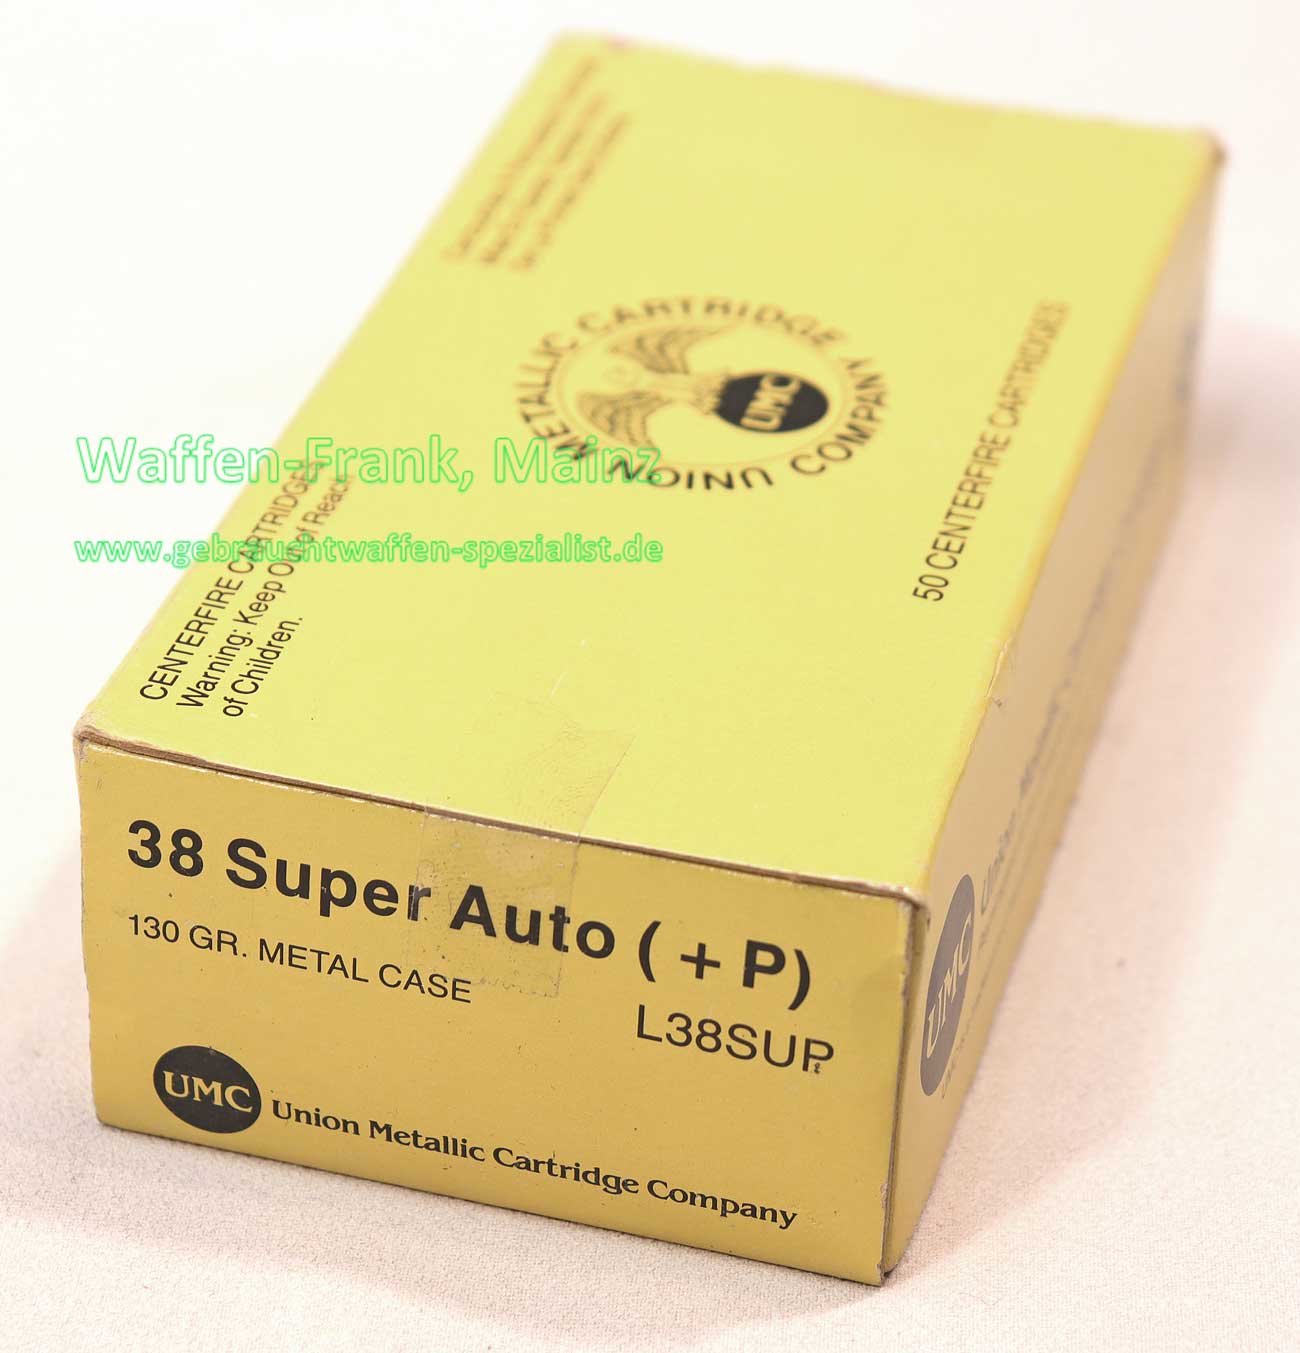 METALLIC CARTRIDGE
UNION COMPANY
UMC
50 CENTERFIRE CARTRIDGES
Waffen-Frank, Mainz
www.gebrauchtwaffen-spezialist.de
CENTERFIRE CARTRIDGES
Warning: Keep Out of Reach
of Children.
38 Super Auto ( + P)
130 GR. METAL CASE
L38SUP
UMC Union Metallic Cartridge Company
UMC